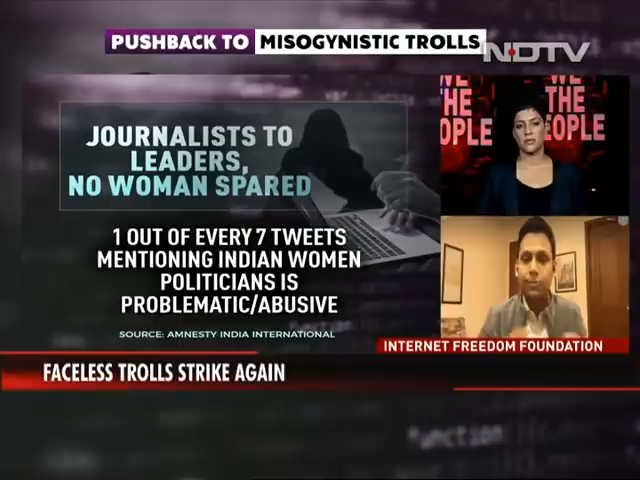 PUSHBACK TO MISOGYNISTIC TROLLS
NDTV
JOURNALISTS TO
LEADERS,
NO WOMAN SPARED
1 OUT OF EVERY 7 TWEETS
MENTIONING INDIAN WOMEN
POLITICIANS IS
PROBLEMATIC/ABUSIVE
SOURCE: AMNESTY INDIA INTERNATIONAL
WE
THE
PEOPLE
WE
THE
PEOPLE
INTERNET FREEDOM FOUNDATION
FACELESS TROLLS STRIKE AGAIN
function